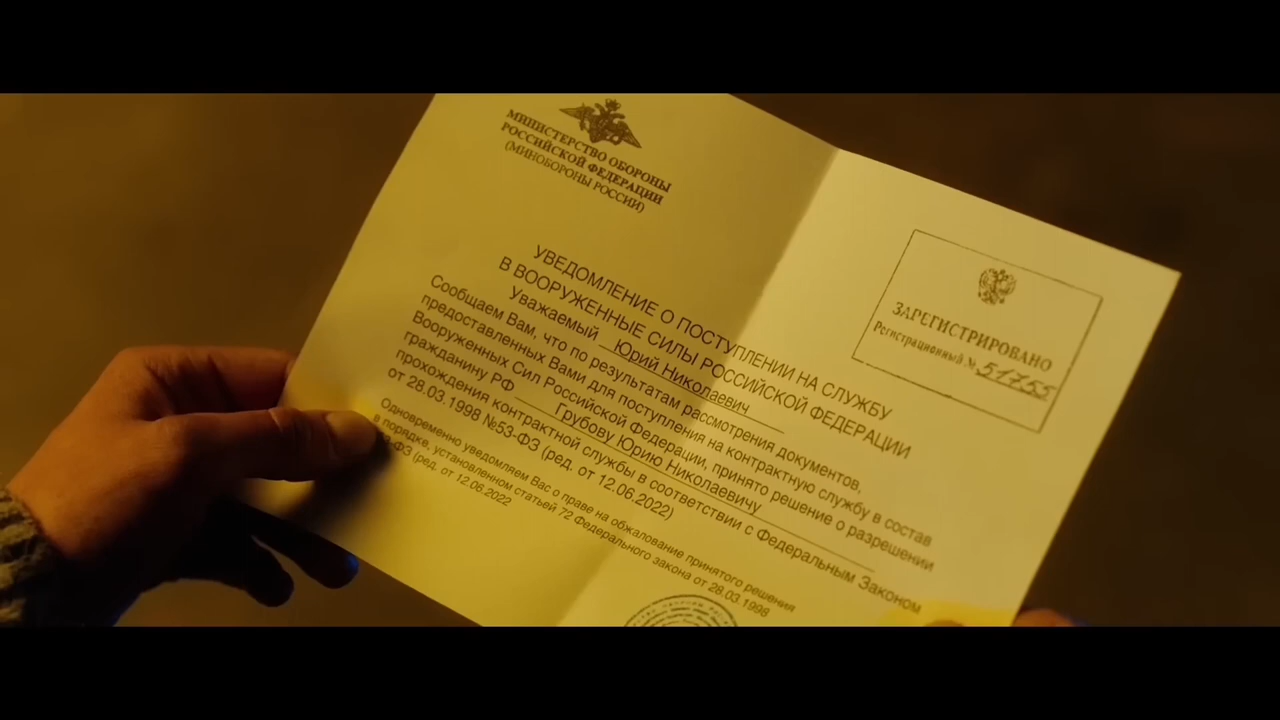 МИНИСТЕРСТВО ОБОРОНЫ
РОССИЙСКОЙ ФЕДЕРАЦИИ
(МИНОБОРОНЫ РОССИИ)
ЗАРЕГИСТРИРОВАНО
Регистрационный № 51755
УВЕДОМЛЕНИЕ О ПОСТУПЛЕНИИ НА СЛУЖБУ
В ВООРУЖЕННЫЕ СИЛЫ РОССИЙСКОЙ ФЕДЕРАЦИИ
Уважаемый Юрий Николаевич
Сообщаем Вам, что по результатам рассмотрения документов,
предоставленных Вами для поступления на контрактную службу в состав
Вооруженных Сил Российской Федерации, принято решение о разрешении
гражданину РФ Грубову Юрию Николаевичу
прохождения контрактной службы в соответствии с Федеральным Законом
от 28.03.1998 №53-ФЗ (ред. от 12.06.2022)
Одновременно уведомляем Вас о праве на обжалование принятого решения
в порядке, установленном статьей 72 Федерального закона от 28.03.1998
-ФЗ (ред. от 12.06.2022